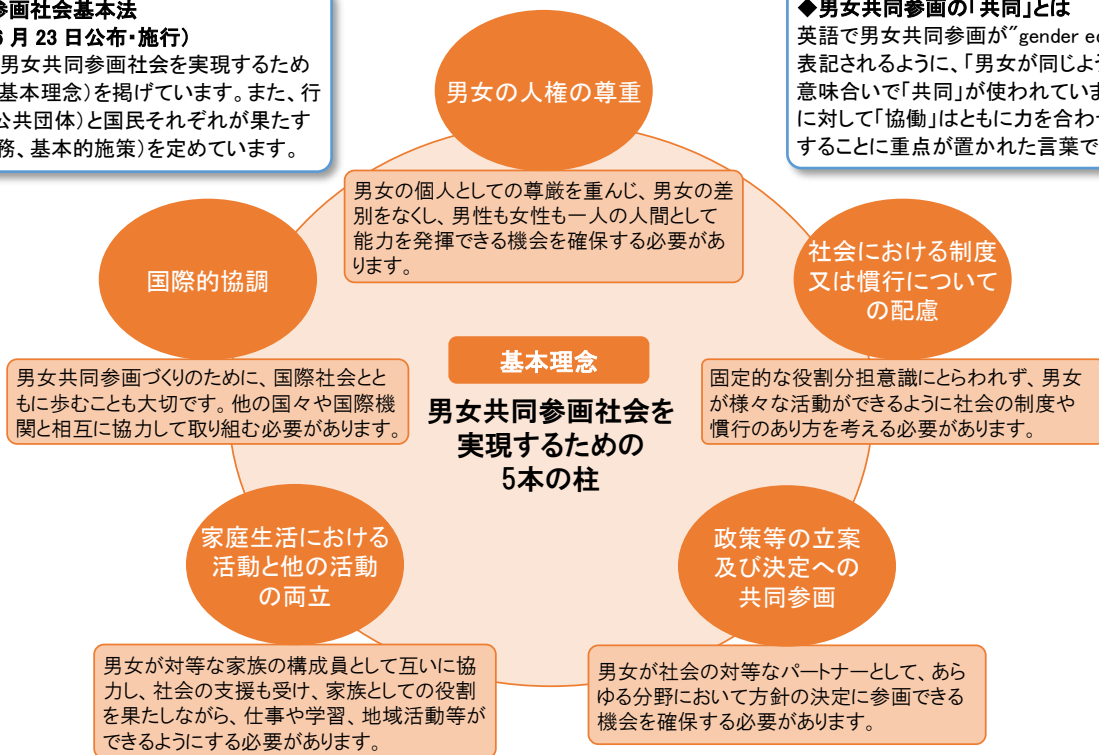 参画社会基本法
月 23 日公布・施行)
男女共同参画社会を実現するため
基本理念)を掲げています。また、行
公共団体)と国民それぞれが果たす
務、基本的施策)を定めています。
◆男女共同参画の「共同」とは
英語で男女共同参画が"gender
表記されるように、「男女が同じよう
意味合いで「共同」が使われていま
に対して「協働」はともに力を合わ
することに重点が置かれた言葉で
男女の人権の尊重
男女の個人としての尊厳を重んじ、男女の差
別をなくし、男性も女性も一人の人間として
能力を発揮できる機会を確保する必要があ
ります。
国際的協調
男女共同参画づくりのために、国際社会とと
もに歩むことも大切です。他の国々や国際機
関と相互に協力して取り組む必要があります。
社会における制度
又は慣行について
の配慮
固定的な役割分担意識にとらわれず、男女
が様々な活動ができるように社会の制度や
慣行のあり方を考える必要があります。
基本理念
男女共同参画社会を
実現するための
5本の柱
家庭生活における
活動と他の活動
の両立
男女が対等な家族の構成員として互いに協
力し、社会の支援も受け、家族としての役割
を果たしながら、仕事や学習、地域活動等が
できるようにする必要があります。
政策等の立案
及び決定への
共同参画
男女が社会の対等なパートナーとして、あら
ゆる分野において方針の決定に参画できる
機会を確保する必要があります。